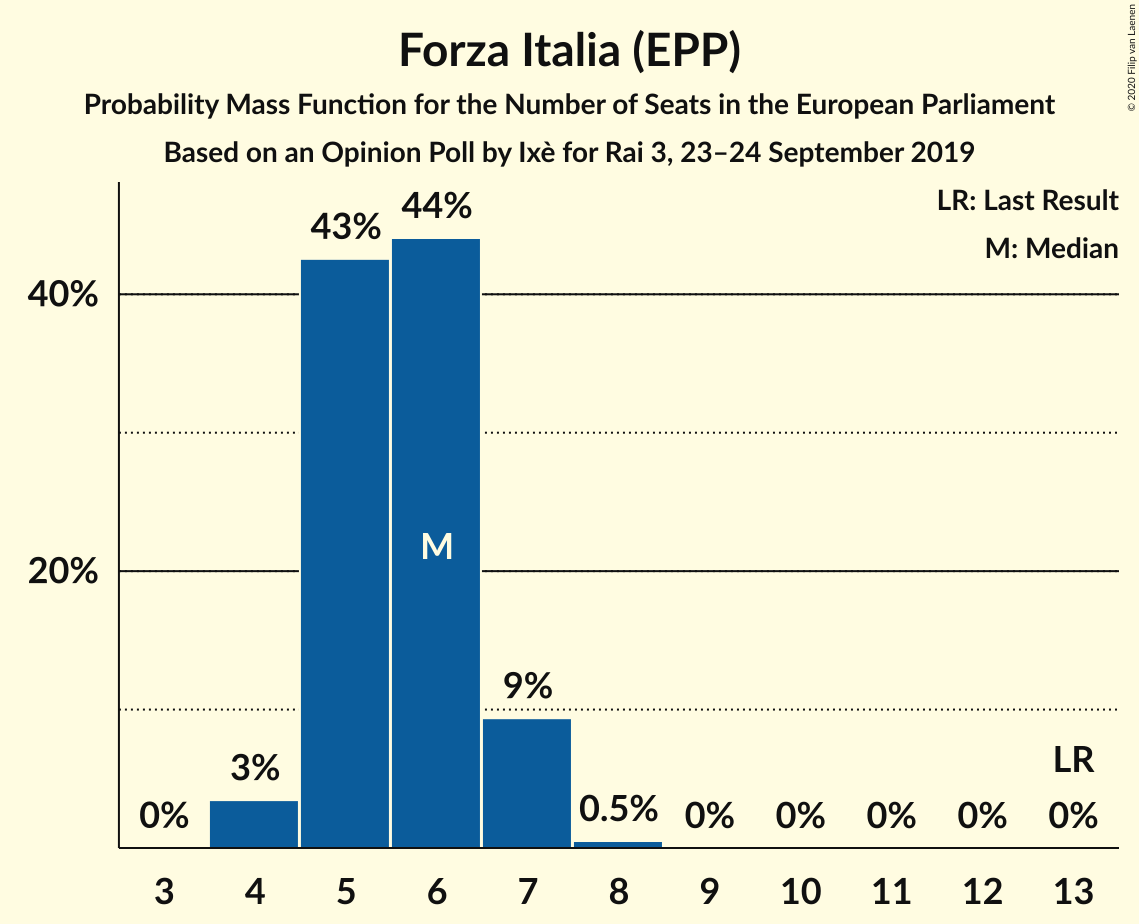 Forza Italia (EPP)
Probability Mass Function for the Number of Seats in the European Parliament
Based on an Opinion Poll by Ixè for Rai 3, 23–24 September 2019
© 2020 Filip van Laenen
LR: Last Result
M: Median
40%
20%
0%
3%
43%
44%
M
9%
0.5%
0%
0%
0%
0%
LR
0%
3 4 5 6 7 8 9 10 11 12 13